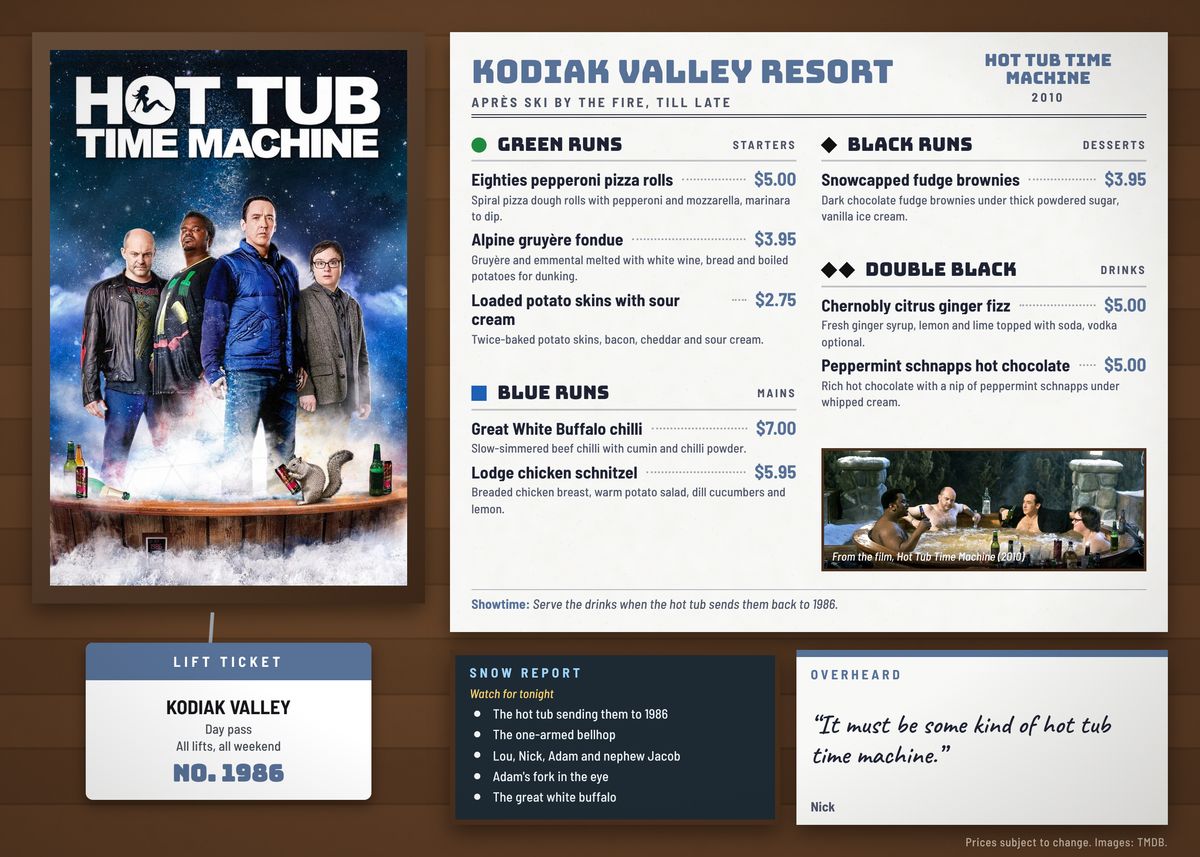 HOT TUB
TIME MACHINE
KODIAK VALLEY RESORT
APRÈS SKI BY THE FIRE, TILL LATE
HOT TUB TIME
MACHINE
2010
GREEN RUNS STARTERS
Eighties pepperoni pizza rolls $5.00
Spiral pizza dough rolls with pepperoni and mozzarella, marinara
to dip.
Alpine gruyère fondue $3.95
Gruyère and emmental melted with white wine, bread and boiled
potatoes for dunking.
Loaded potato skins with sour
cream $2.75
Twice-baked potato skins, bacon, cheddar and sour cream.
BLUE RUNS MAINS
Great White Buffalo chilli $7.00
Slow-simmered beef chilli with cumin and chilli powder.
Lodge chicken schnitzel $5.95
Breaded chicken breast, warm potato salad, dill cucumbers and
lemon.
BLACK RUNS DESSERTS
Snowcapped fudge brownies $3.95
Dark chocolate fudge brownies under thick powdered sugar,
vanilla ice cream.
DOUBLE BLACK DRINKS
Chernobly citrus ginger fizz $5.00
Fresh ginger syrup, lemon and lime topped with soda, vodka
optional.
Peppermint schnapps hot chocolate $5.00
Rich hot chocolate with a nip of peppermint schnapps under
whipped cream.
From the film, Hot Tub Time Machine (2010)
Showtime: Serve the drinks when the hot tub sends them back to 1986.
LIFT TICKET
KODIAK VALLEY
Day pass
All lifts, all weekend
NO. 1986
SNOW REPORT
Watch for tonight
The hot tub sending them to 1986
The one-armed bellhop
Lou, Nick, Adam and nephew Jacob
Adam's fork in the eye
The great white buffalo
OVERHEARD
“It must be some kind of hot tub
time machine.”
Nick
Prices subject to change. Images: TMDB.